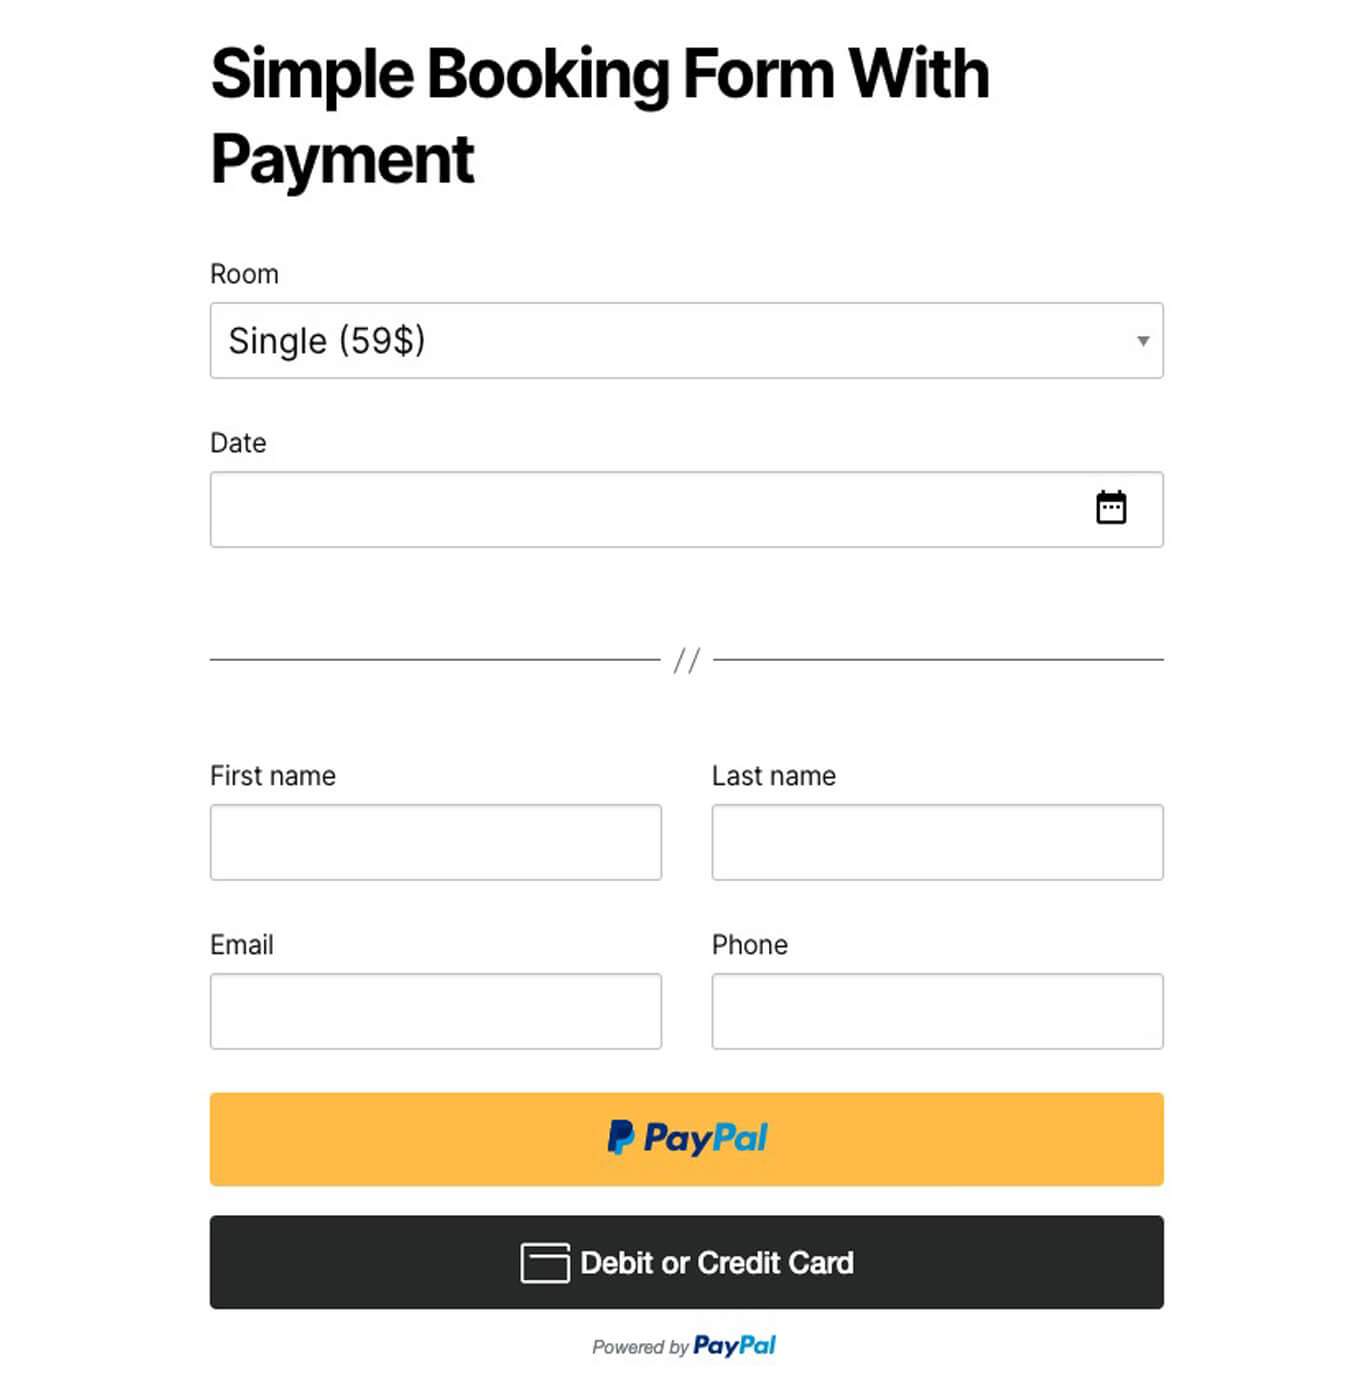 Simple Booking Form With
Payment
Room
Single (59$)
Date
//
First name
Last name
Email
Phone
PayPal
Debit or Credit Card
Powered by PayPal